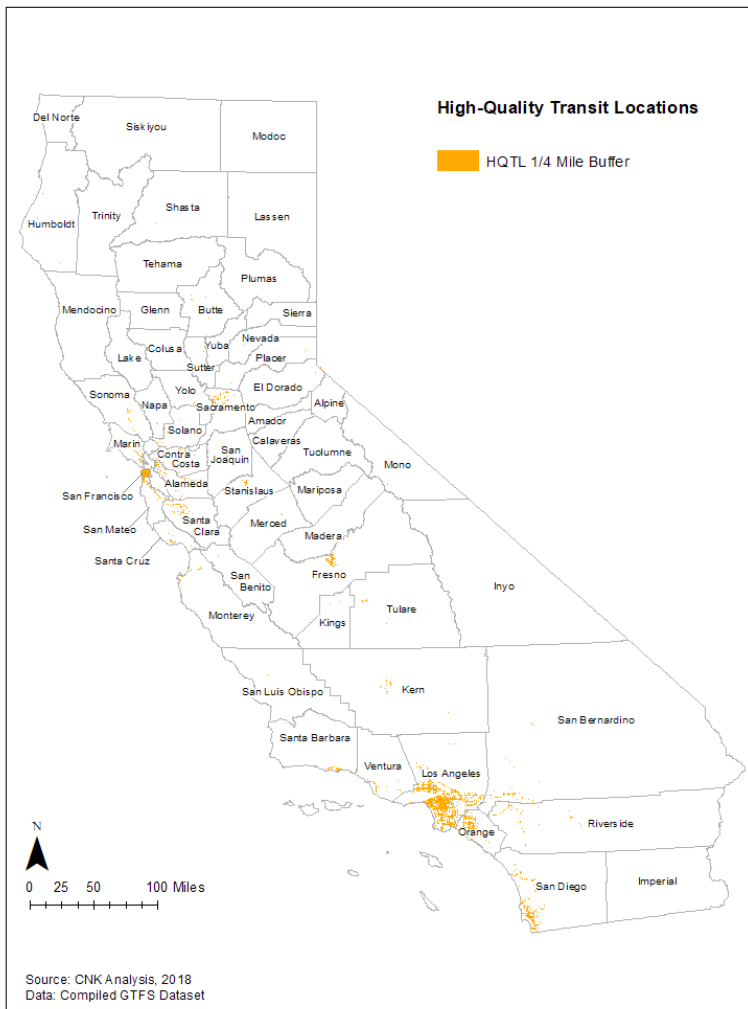 High-Quality Transit Locations
HQTL 1/4 Mile Buffer
Del Norte
Siskiyou
Modoc
Humboldt
Trinity
Shasta
Lassen
Tehama
Plumas
Mendocino
Glenn
Butte
Sierra
Lake
Colusa
Yuba
Nevada
Placer
Sutter
Sonoma
Napa
Yolo
El Dorado
Sacramento
Alpine
Solano
Amador
Marin
Contra
Costa
San
Joaquin
Calaveras
Tuolumne
Mono
San Francisco
Alameda
Stanislaus
Mariposa
San Mateo
Santa
Clara
Merced
Madera
Santa Cruz
San
Benito
Fresno
Inyo
Monterey
Kings
Tulare
San Luis Obispo
Kern
San Bernardino
Santa Barbara
Ventura
Los Angeles
Orange
Riverside
San Diego
Imperial
N
0 25 50 100 Miles
Source: CNK Analysis, 2018
Data: Compiled GTFS Dataset